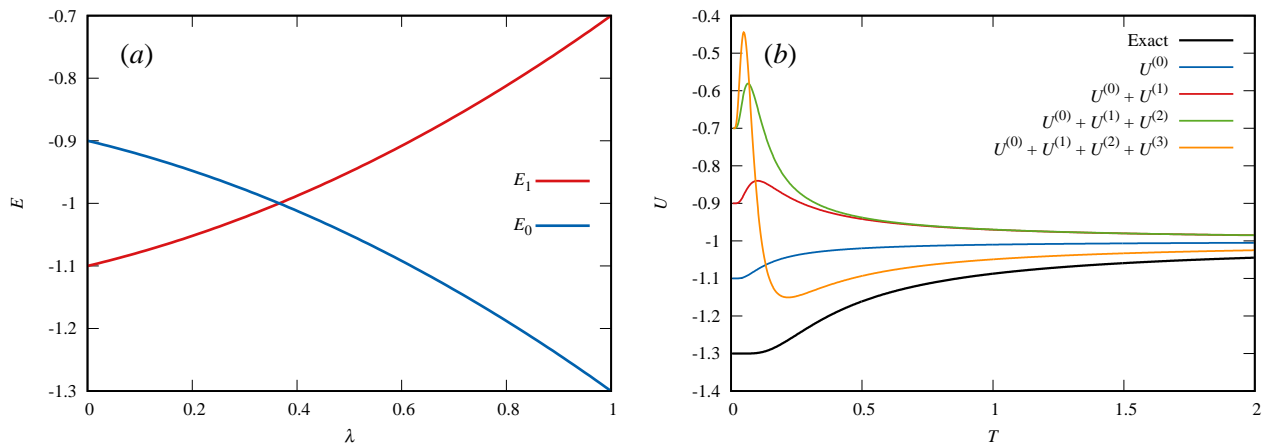 (a)
E
-0.7
-0.8
-0.9
-1
-1.1
-1.2
-1.3
E1
E0
0 0.2 0.4 0.6 0.8 1
λ
(b)
U
-0.4
-0.5
-0.6
-0.7
-0.8
-0.9
-1
-1.1
-1.2
-1.3
-1.4
Exact
U(0)
U(0) + U(1)
U(0) + U(1) + U(2)
U(0) + U(1) + U(2) + U(3)
0 0.5 1 1.5 2
T